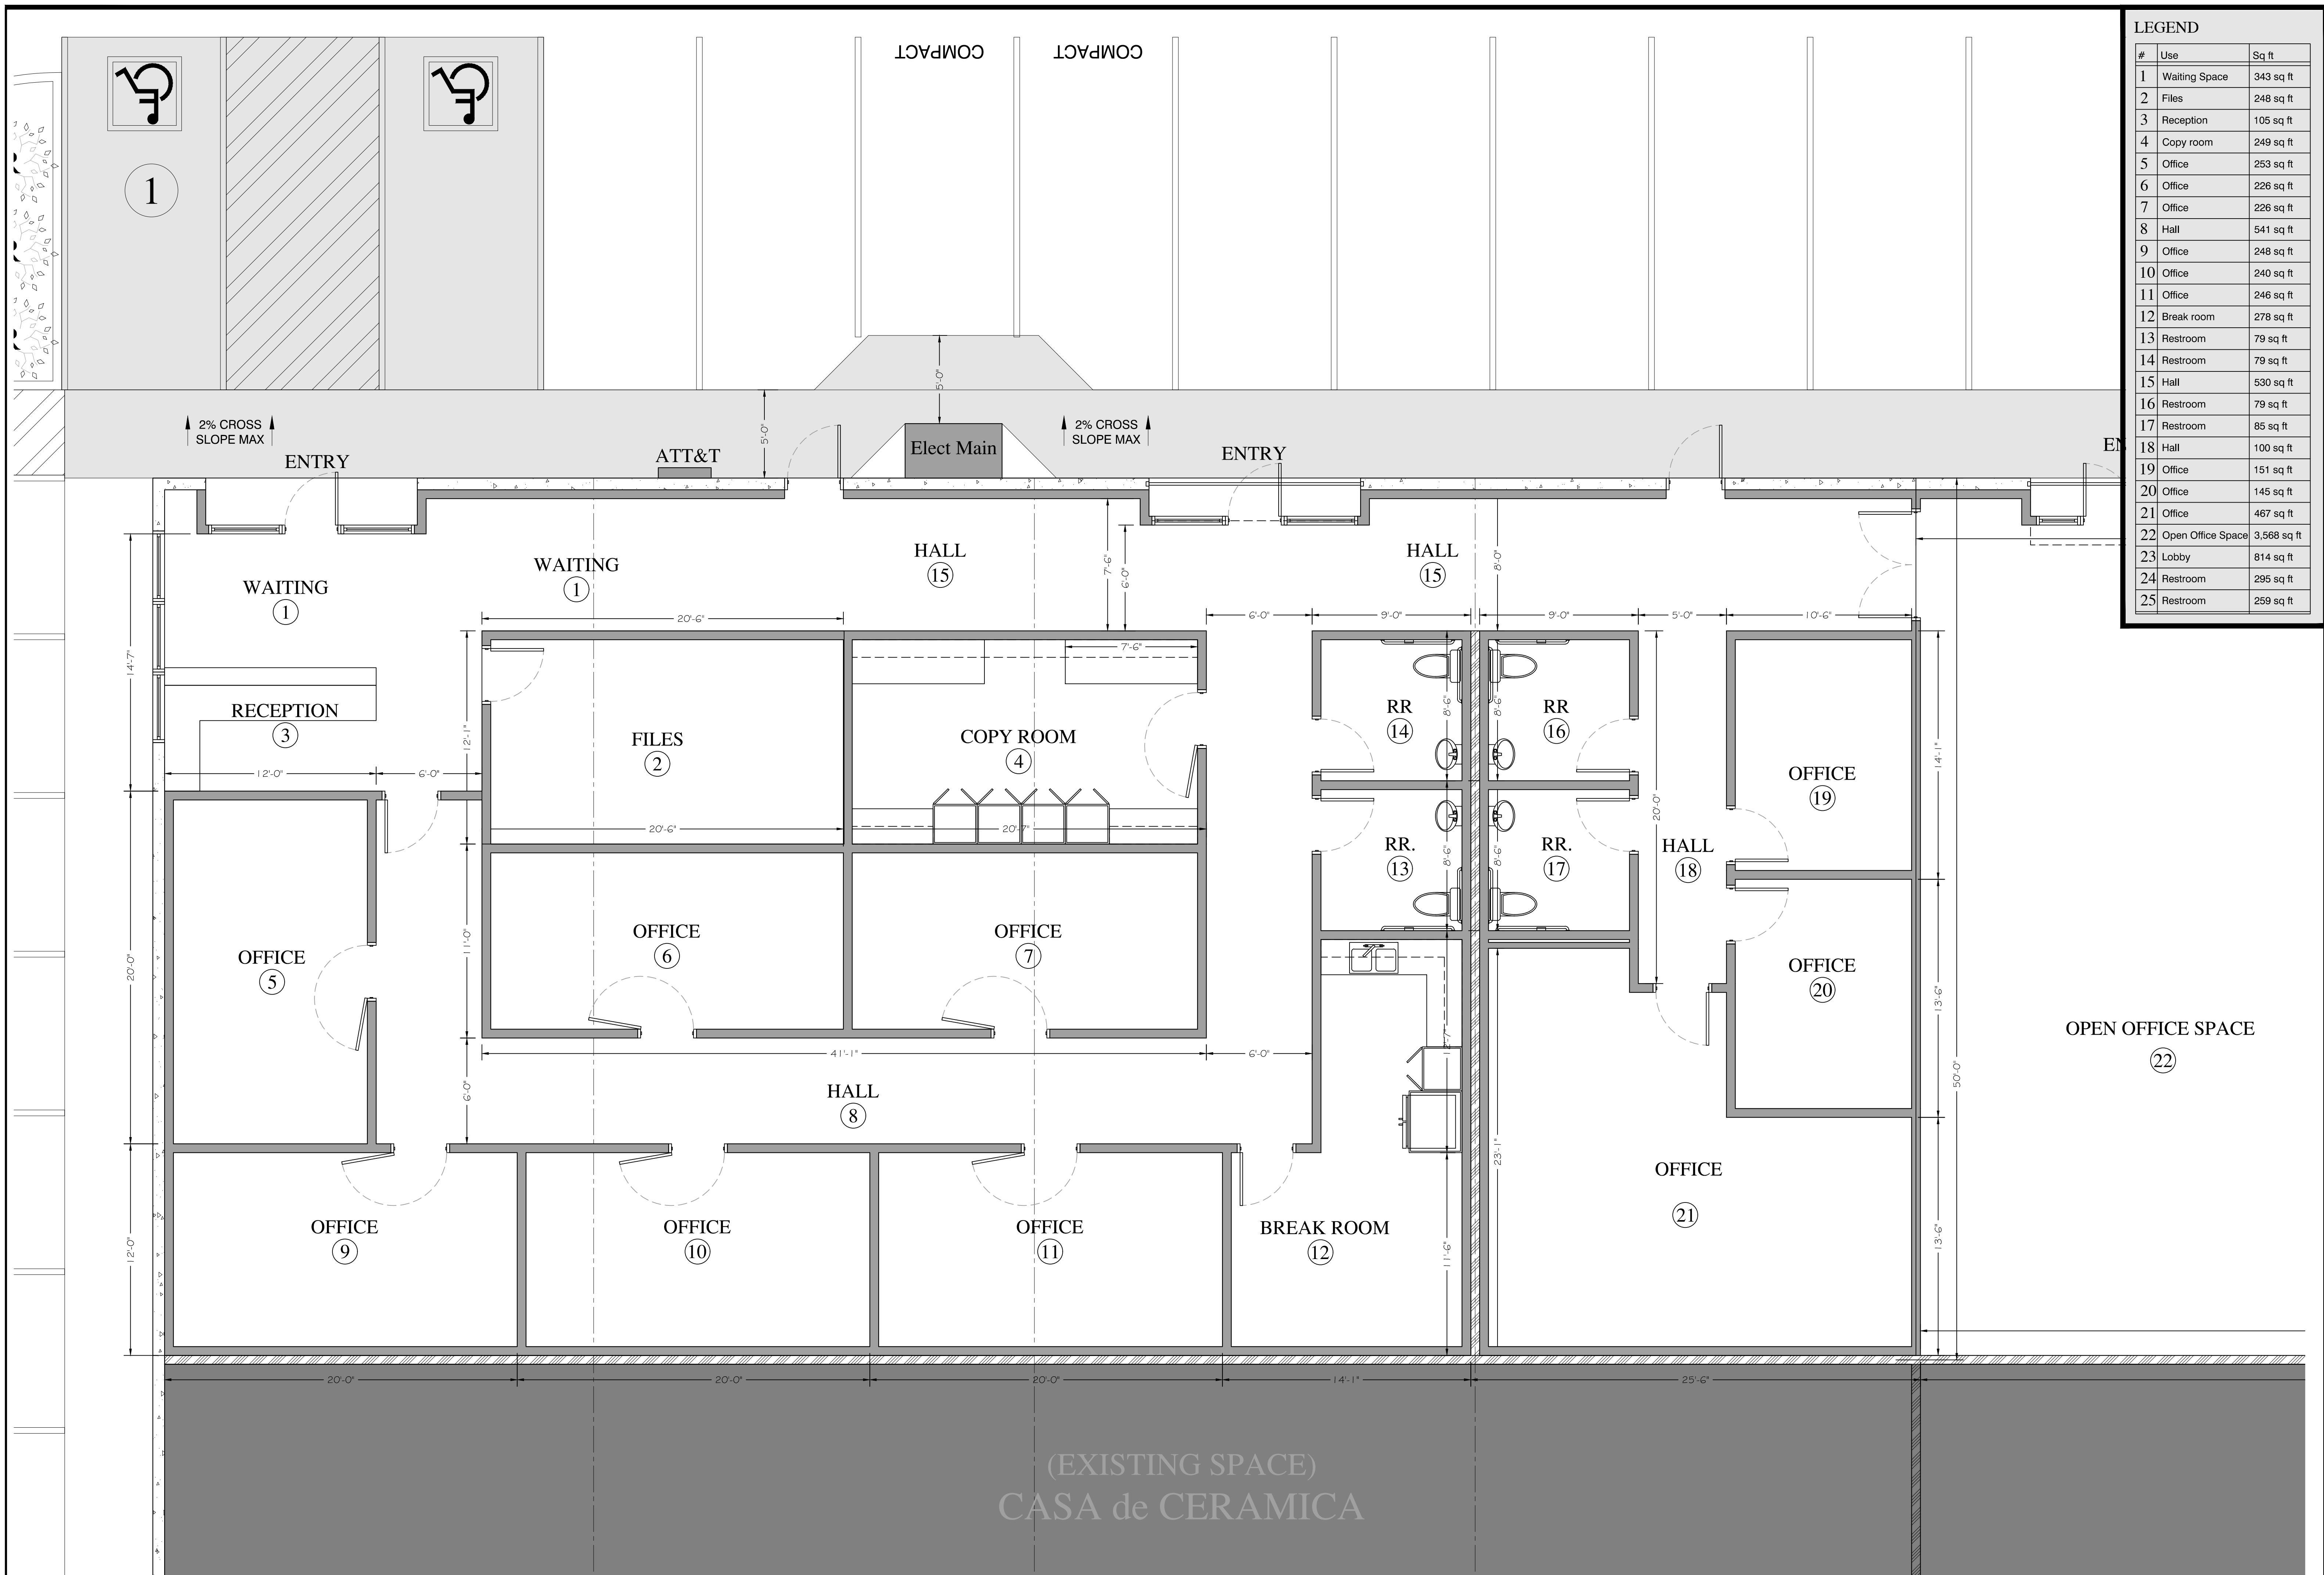 COMPACT
COMPACT
1
LEGEND
# Use Sq ft
1 Waiting Space 343 sq ft
2 Files 248 sq ft
3 Reception 105 sq ft
4 Copy room 249 sq ft
5 Office 253 sq ft
6 Office 226 sq ft
7 Office 226 sq ft
8 Hall 541 sq ft
9 Office 248 sq ft
10 Office 240 sq ft
11 Office 246 sq ft
12 Break room 278 sq ft
13 Restroom 79 sq ft
14 Restroom 79 sq ft
15 Hall 530 sq ft
16 Restroom 79 sq ft
17 Restroom 85 sq ft
18 Hall 100 sq ft
19 Office 151 sq ft
20 Office 145 sq ft
21 Office 467 sq ft
22 Open Office Space 3,568 sq ft
23 Lobby 814 sq ft
24 Restroom 295 sq ft
25 Restroom 259 sq ft
5'-0"
5'-0"
2% CROSS
SLOPE MAX
2% CROSS
SLOPE MAX
ENTRY
ATT&T
Elect Main
ENTRY
EN
WAITING
1
WAITING
1
HALL
15
7'-6"
6'-0"
HALL
15
8'-0"
20'-6"
6'-0"
9'-0"
9'-0"
5'-0"
10'-6"
14'-7"
RECEPTION
3
12'-0"
6'-0"
12'-1"
FILES
2
20'-6"
7'-6"
COPY ROOM
4
20'-7"
RR
14
8'-6"
8'-6"
RR
16
OFFICE
19
14'-1"
20'-0"
RR.
13
8'-6"
8'-6"
RR.
17
HALL
18
OFFICE
5
20'-0"
11'-0"
OFFICE
6
OFFICE
7
OFFICE
20
13'-6"
OPEN OFFICE SPACE
22
50'-0"
41'-1"
6'-0"
6'-0"
HALL
8
12'-7"
23'-1"
OFFICE
21
13'-6"
12'-0"
OFFICE
9
OFFICE
10
OFFICE
11
BREAK ROOM
12
11'-6"
20'-0"
20'-0"
20'-0"
14'-1"
25'-6"
(EXISTING SPACE)
CASA de CERAMICA